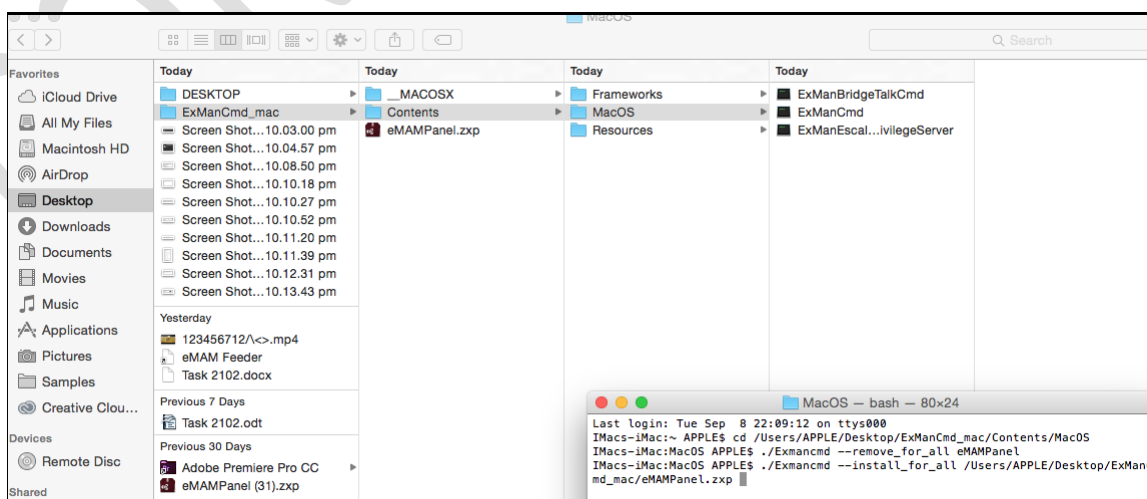 MacOS
Search
Favorites
iCloud Drive
All My Files
Macintosh HD
AirDrop
Desktop
Downloads
Documents
Movies
Music
Applications
Pictures
Samples
Creative Clou...
Devices
Remote Disc
Shared
Today
DESKTOP
ExManCmd_mac
Screen Shot...10.03.00 pm
Screen Shot...10.04.57 pm
Screen Shot...10.08.50 pm
Screen Shot...10.10.18 pm
Screen Shot...10.10.27 pm
Screen Shot...10.10.52 pm
Screen Shot...10.11.20 pm
Screen Shot...10.11.39 pm
Screen Shot...10.12.31 pm
Screen Shot...10.13.43 pm
Yesterday
123456712/\<>.mp4
eMAM Feeder
Task 2102.docx
Previous 7 Days
Task 2102.odt
Previous 30 Days
Adobe Premiere Pro CC
eMAMPanel (31).zxp
Today
__MACOSX
Contents
eMAMPanel.zxp
Today
Frameworks
MacOS
Resources
Today
ExManBridgeTalkCmd
ExManCmd
ExManEscal...ivilegeServer
MacOS — bash — 80×24
Last login: Tue Sep  8 22:09:12 on ttys000
IMacs-iMac:~ APPLE$ cd /Users/APPLE/Desktop/ExManCmd_mac/Contents/MacOS
IMacs-iMac:MacOS APPLE$ ./Exmancmd --remove_for_all eMAMPanel
IMacs-iMac:MacOS APPLE$ ./Exmancmd --install_for_all /Users/APPLE/Desktop/ExMan
md_mac/eMAMPanel.zxp